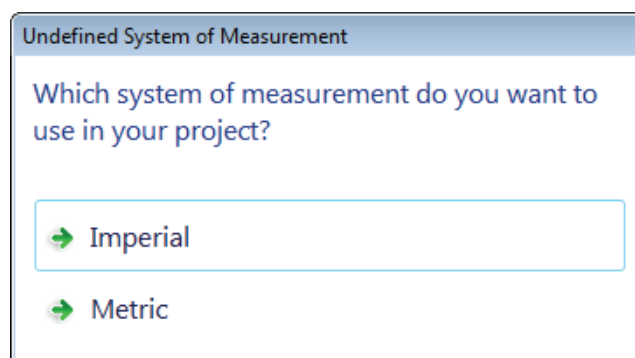 Undefined System of Measurement
Which system of measurement do you want to
use in your project?
Imperial
Metric